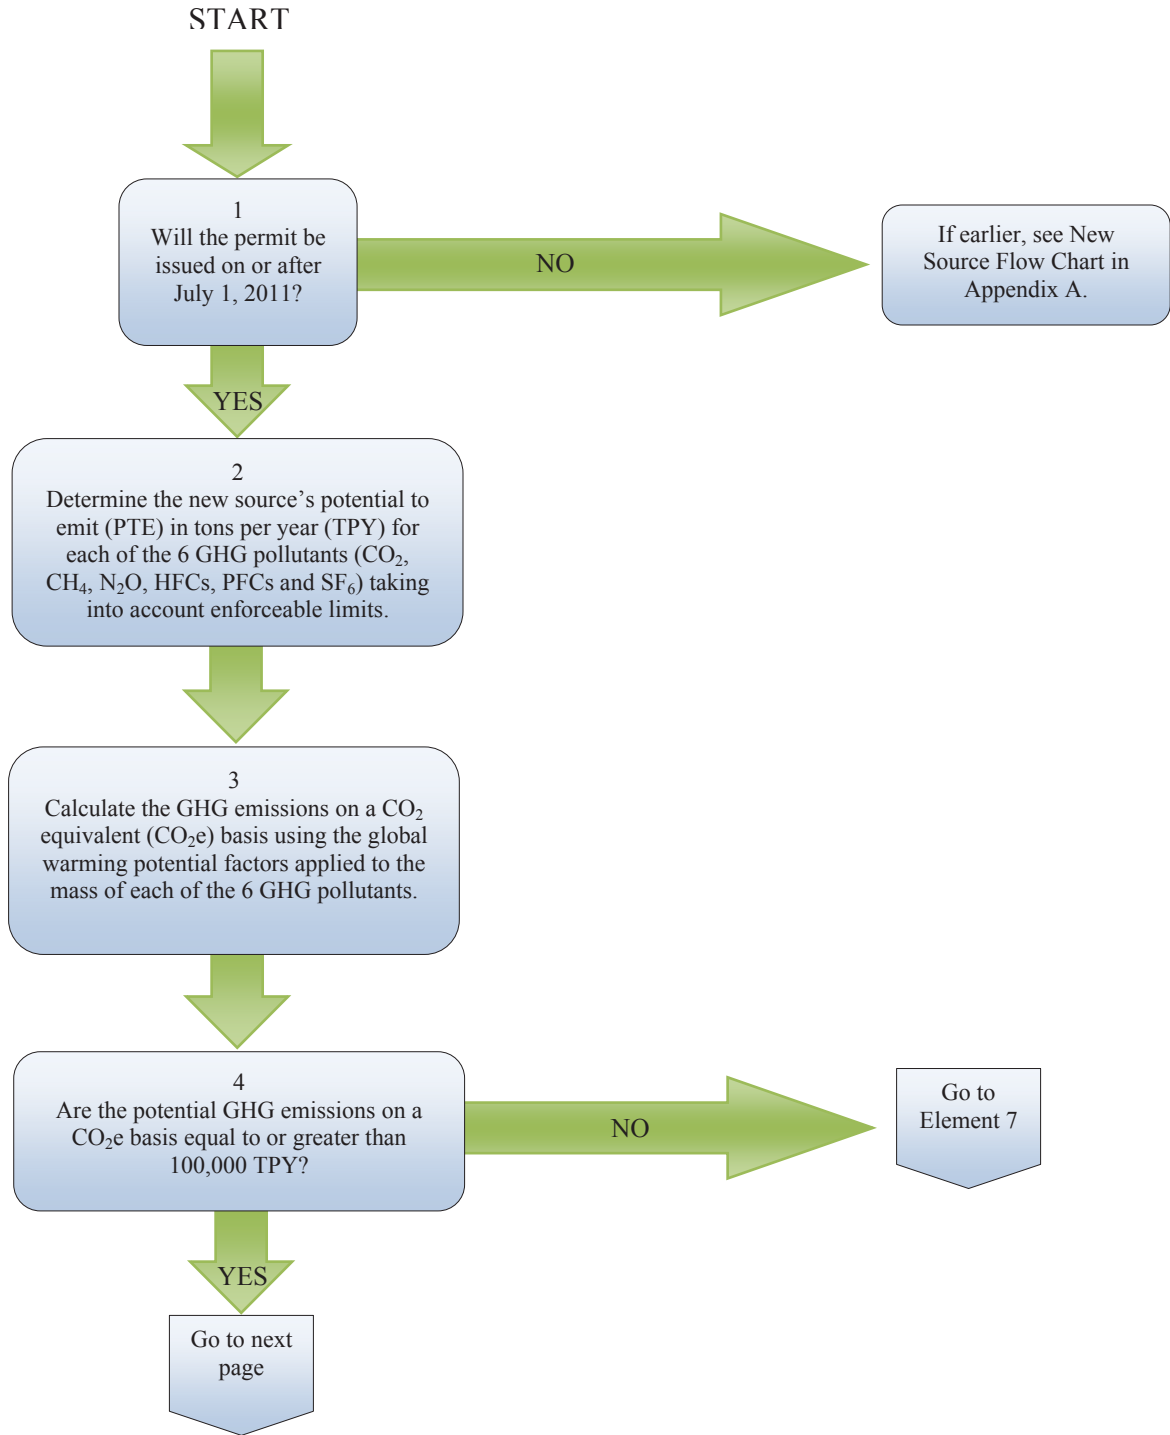 START
1
Will the permit be
issued on or after
July 1, 2011?
NO
If earlier, see New
Source Flow Chart in
Appendix A.
YES
2
Determine the new source’s potential to
emit (PTE) in tons per year (TPY) for
each of the 6 GHG pollutants (CO₂,
CH₄, N₂O, HFCs, PFCs and SF₆) taking
into account enforceable limits.
3
Calculate the GHG emissions on a CO₂
equivalent (CO₂e) basis using the global
warming potential factors applied to the
mass of each of the 6 GHG pollutants.
4
Are the potential GHG emissions on a
CO₂e basis equal to or greater than
100,000 TPY?
NO
Go to
Element 7
YES
Go to next
page